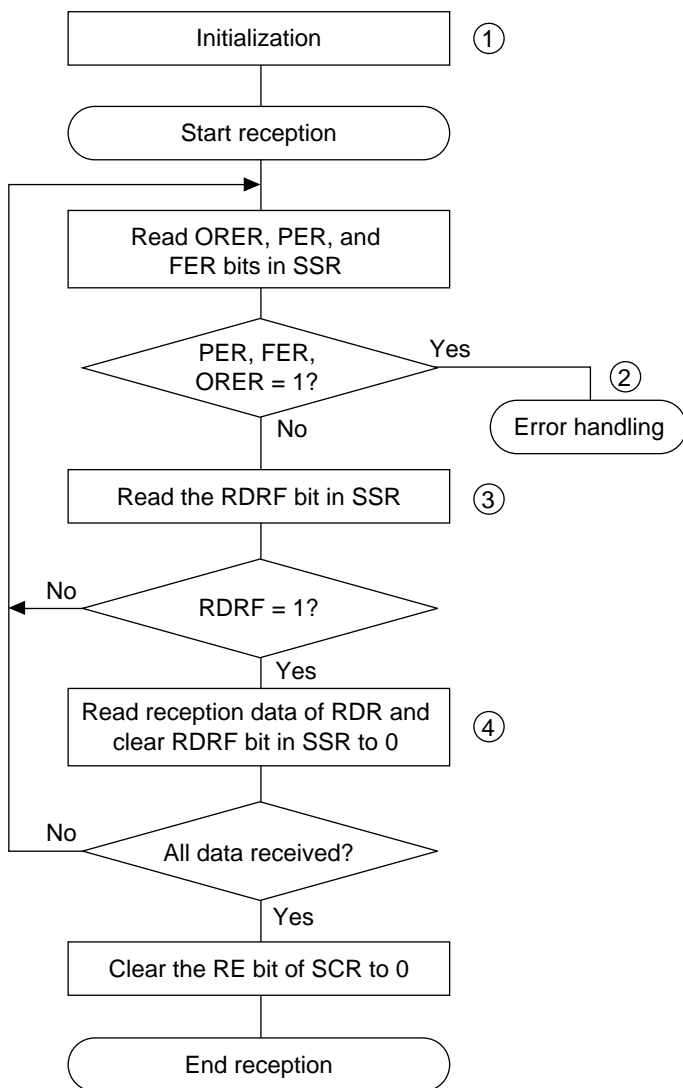 Initialization
①
Start reception
Read ORER, PER, and
FER bits in SSR
PER, FER,
ORER = 1?
Yes
②
Error handling
No
Read the RDRF bit in SSR
③
No
RDRF = 1?
Yes
Read reception data of RDR and
clear RDRF bit in SSR to 0
④
No
All data received?
Yes
Clear the RE bit of SCR to 0
End reception